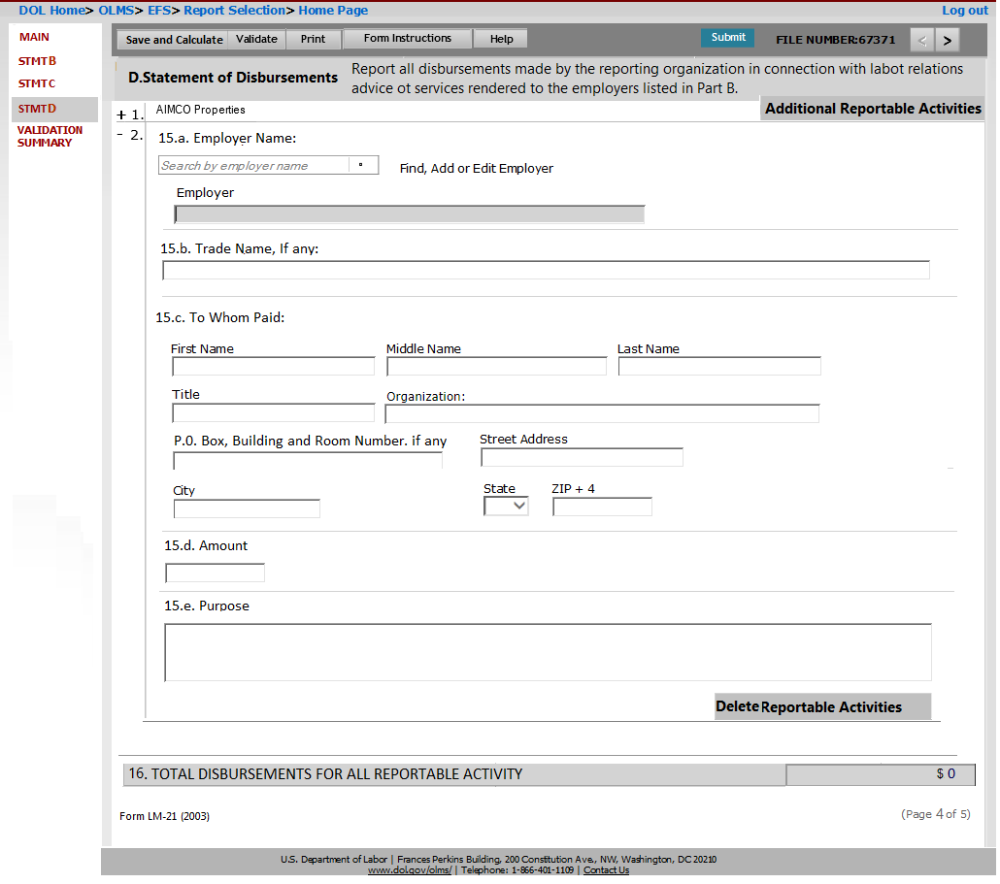 DOL Home> OLMS> EFS> Report Selection> Home Page Log out
MAIN
STMT B
STMT C
STMT D
VALIDATION
SUMMARY
Save and Calculate Validate Print Form Instructions Help Submit FILE NUMBER:67371 < >
D.Statement of Disbursements
Report all disbursements made by the reporting organization in connection with labot relations
advice ot services rendered to the employers listed in Part B.
+ 1. AIMCO Properties Additional Reportable Activities
- 2. 15.a. Employer Name:
Search by employer name Find, Add or Edit Employer
Employer
15.b. Trade Name, If any:
15.c. To Whom Paid:
First Name Middle Name Last Name
Title Organization:
P.0. Box, Building and Room Number. if any Street Address
City State ZIP + 4
15.d. Amount
15.e. Purpose
Delete Reportable Activities
16. TOTAL DISBURSEMENTS FOR ALL REPORTABLE ACTIVITY $ 0
Form LM-21 (2003) (Page 4 of 5)
U.S. Department of Labor | Frances Perkins Building, 200 Constitution Ave., NW, Washington, DC 20210
www.dol.gov/olms/ | Telephone: 1-866-401-1109 | Contact Us